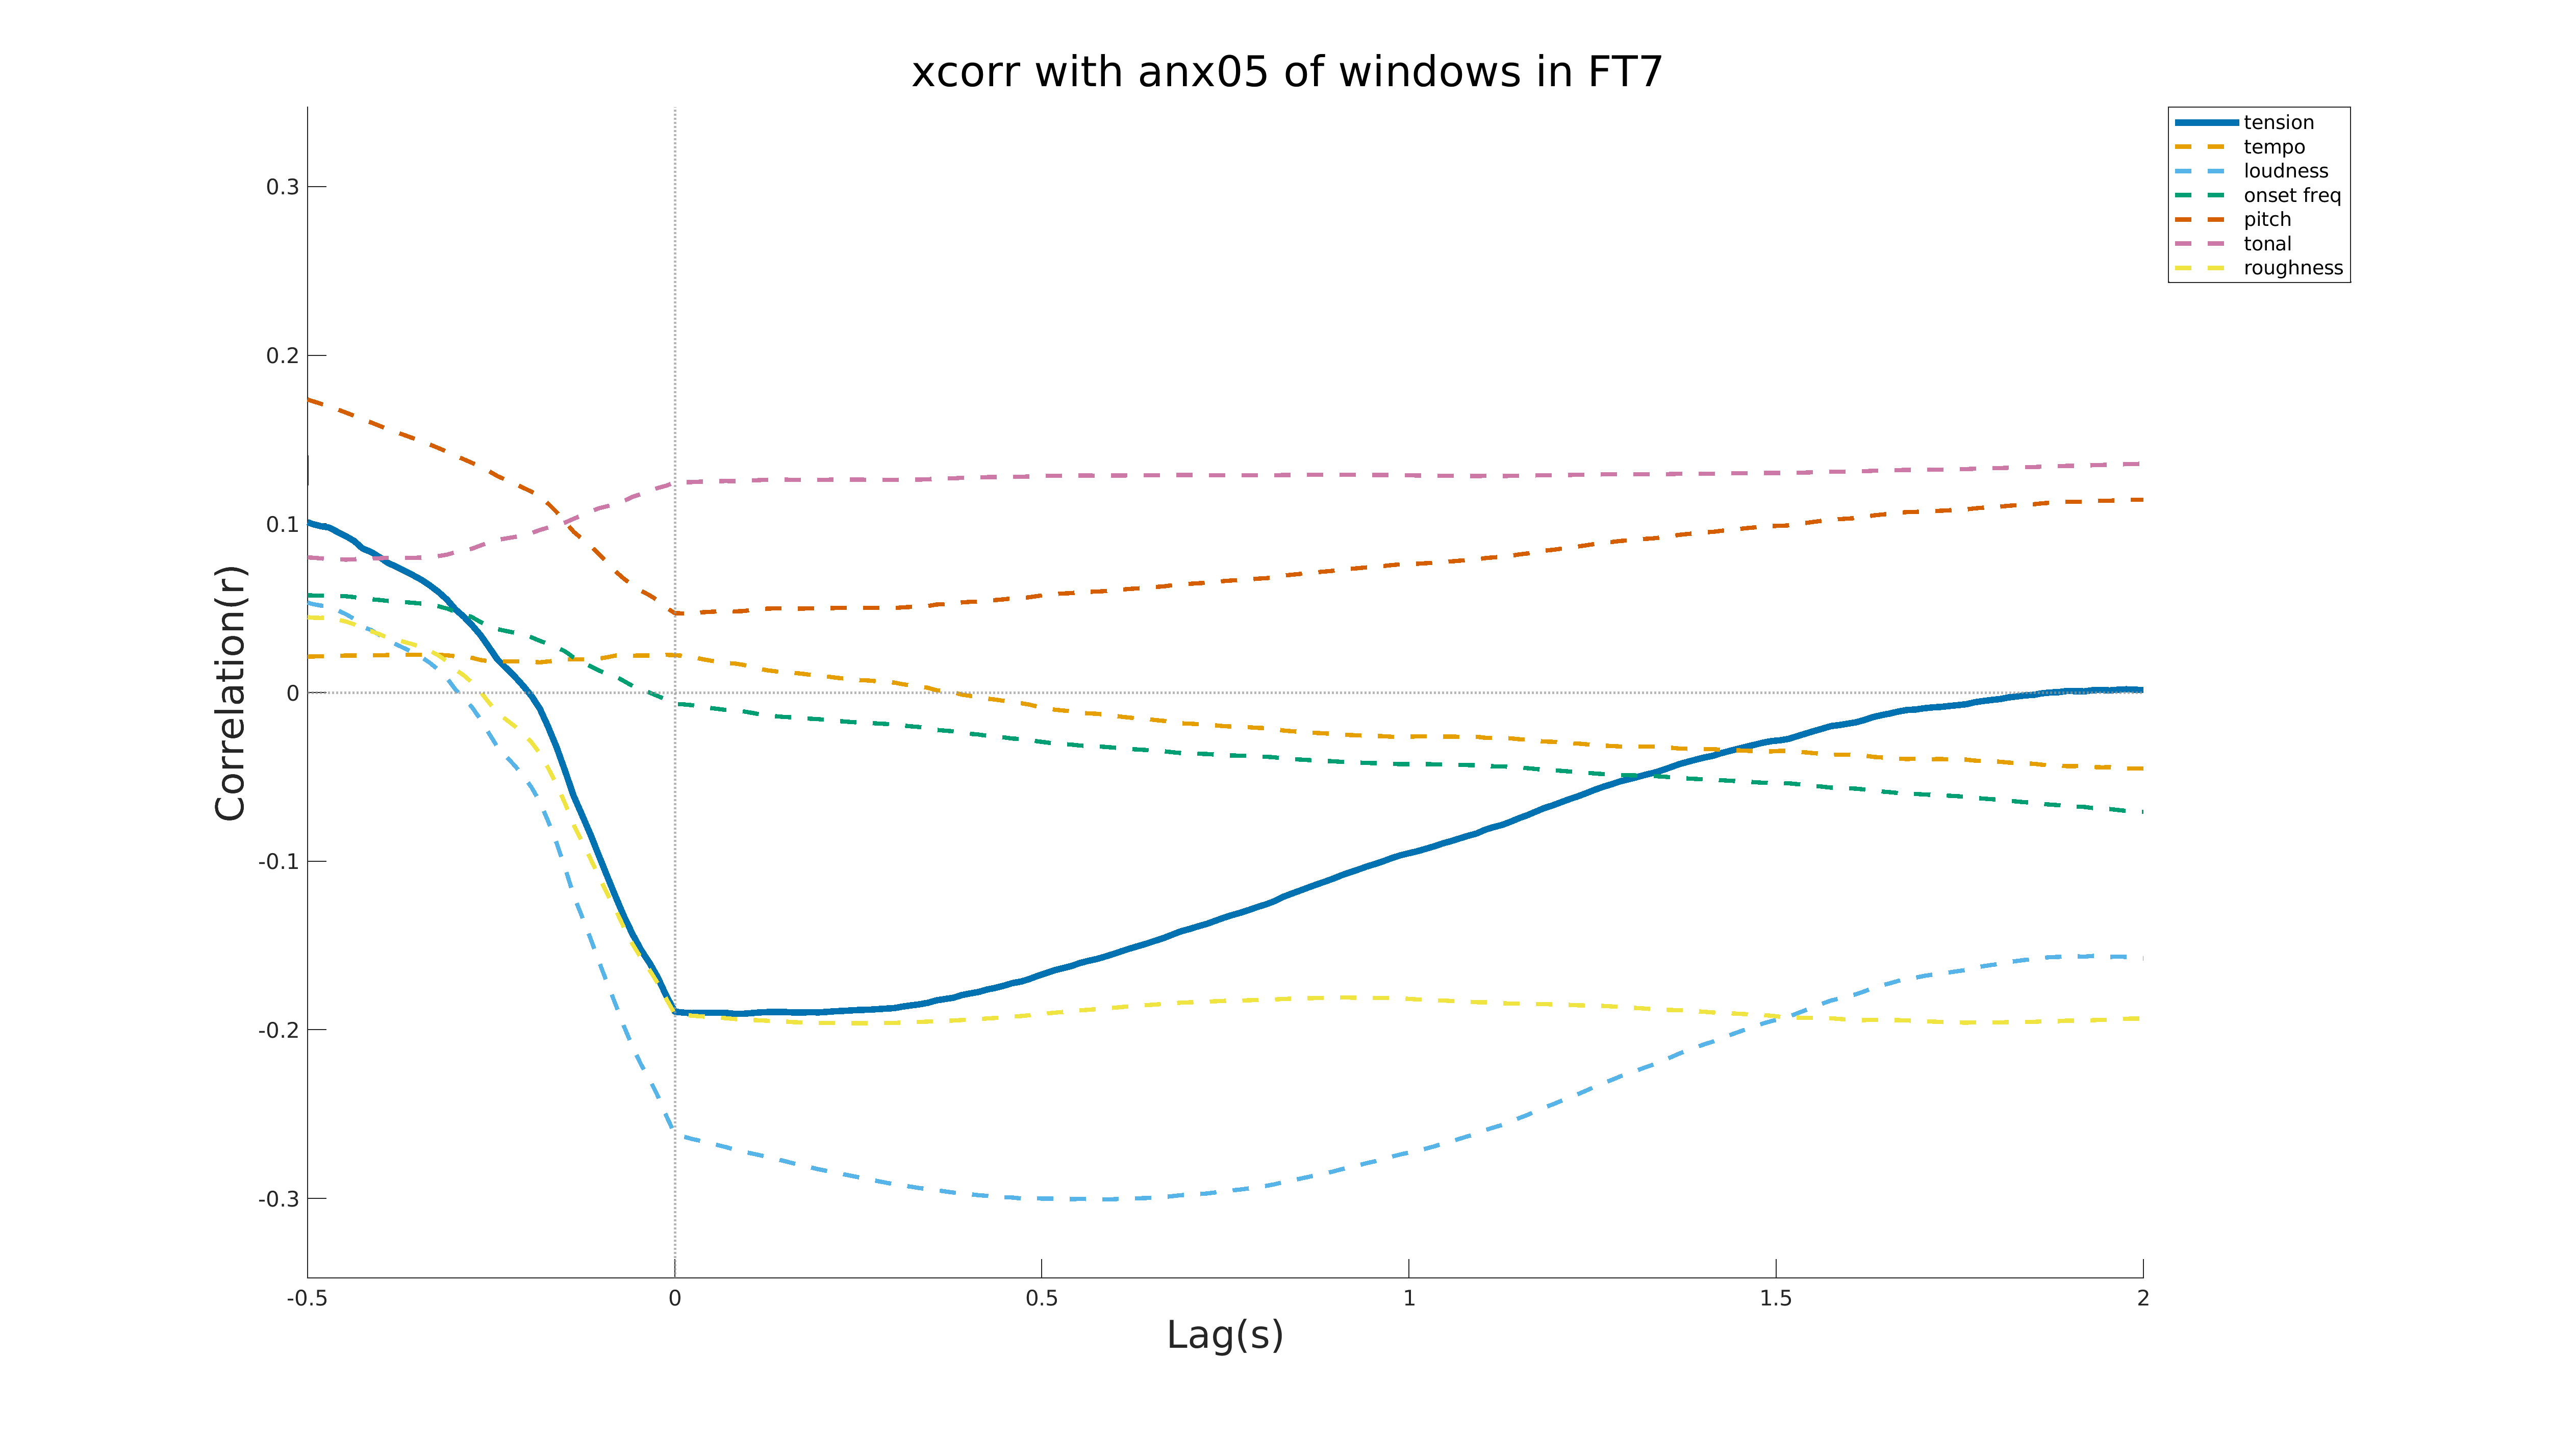 xcorr with anx05 of windows in FT7
tension
tempo
loudness
onset freq
pitch
tonal
roughness
0.3
0.2
0.1
0
-0.1
-0.2
-0.3
Correlation(r)
-0.5
0
0.5
1
1.5
2
Lag(s)